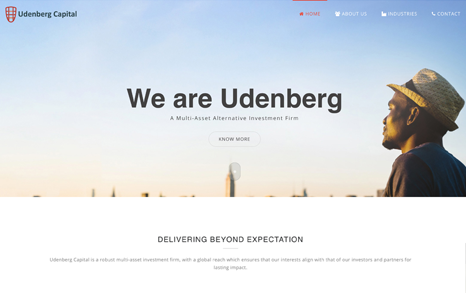 Udenberg Capital
HOME ABOUT US INDUSTRIES CONTACT
We are Udenberg
A Multi-Asset Alternative Investment Firm
KNOW MORE
DELIVERING BEYOND EXPECTATION
Udenberg Capital is a robust multi-asset investment firm, with a global reach which ensures that our interests align with that of our investors and partners for
lasting impact.